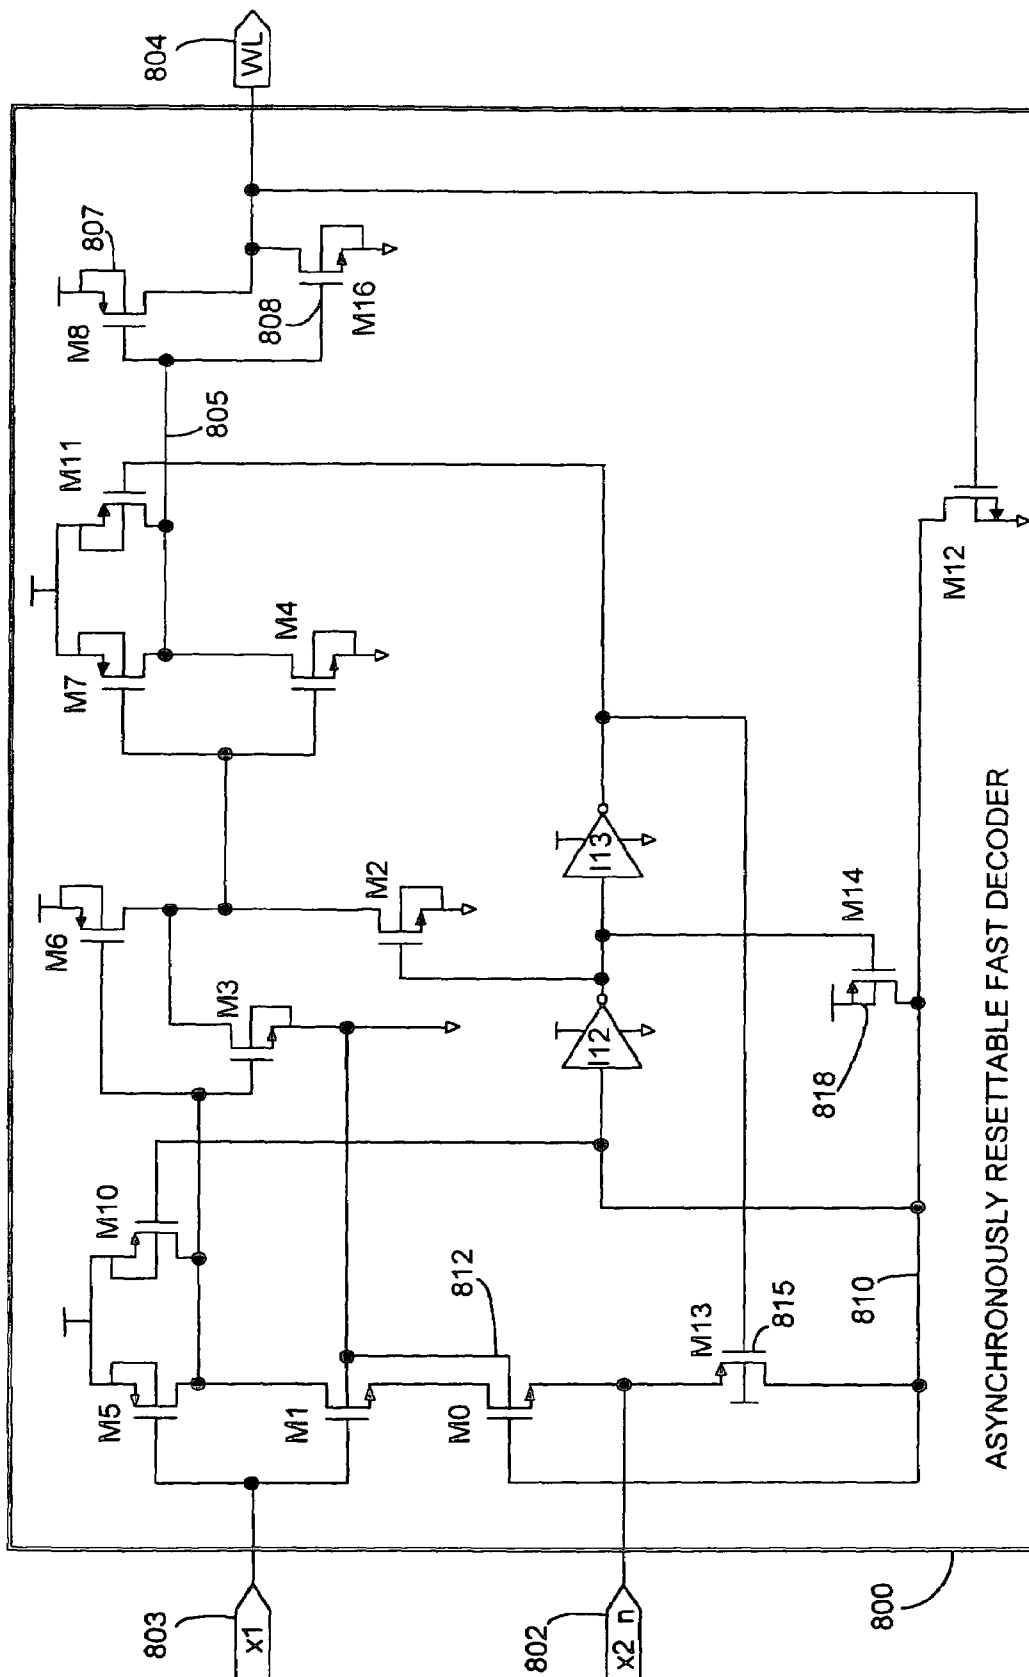 804
WL
807
M8
808
M16
805
M11
M7
M4
M6
M3
M2
I13
I12
M14
818
M12
M10
M5
M1
812
M0
M13
815
810
803
x1
802
x2_n
800
ASYNCHRONOUSLY RESETTABLE FAST DECODER